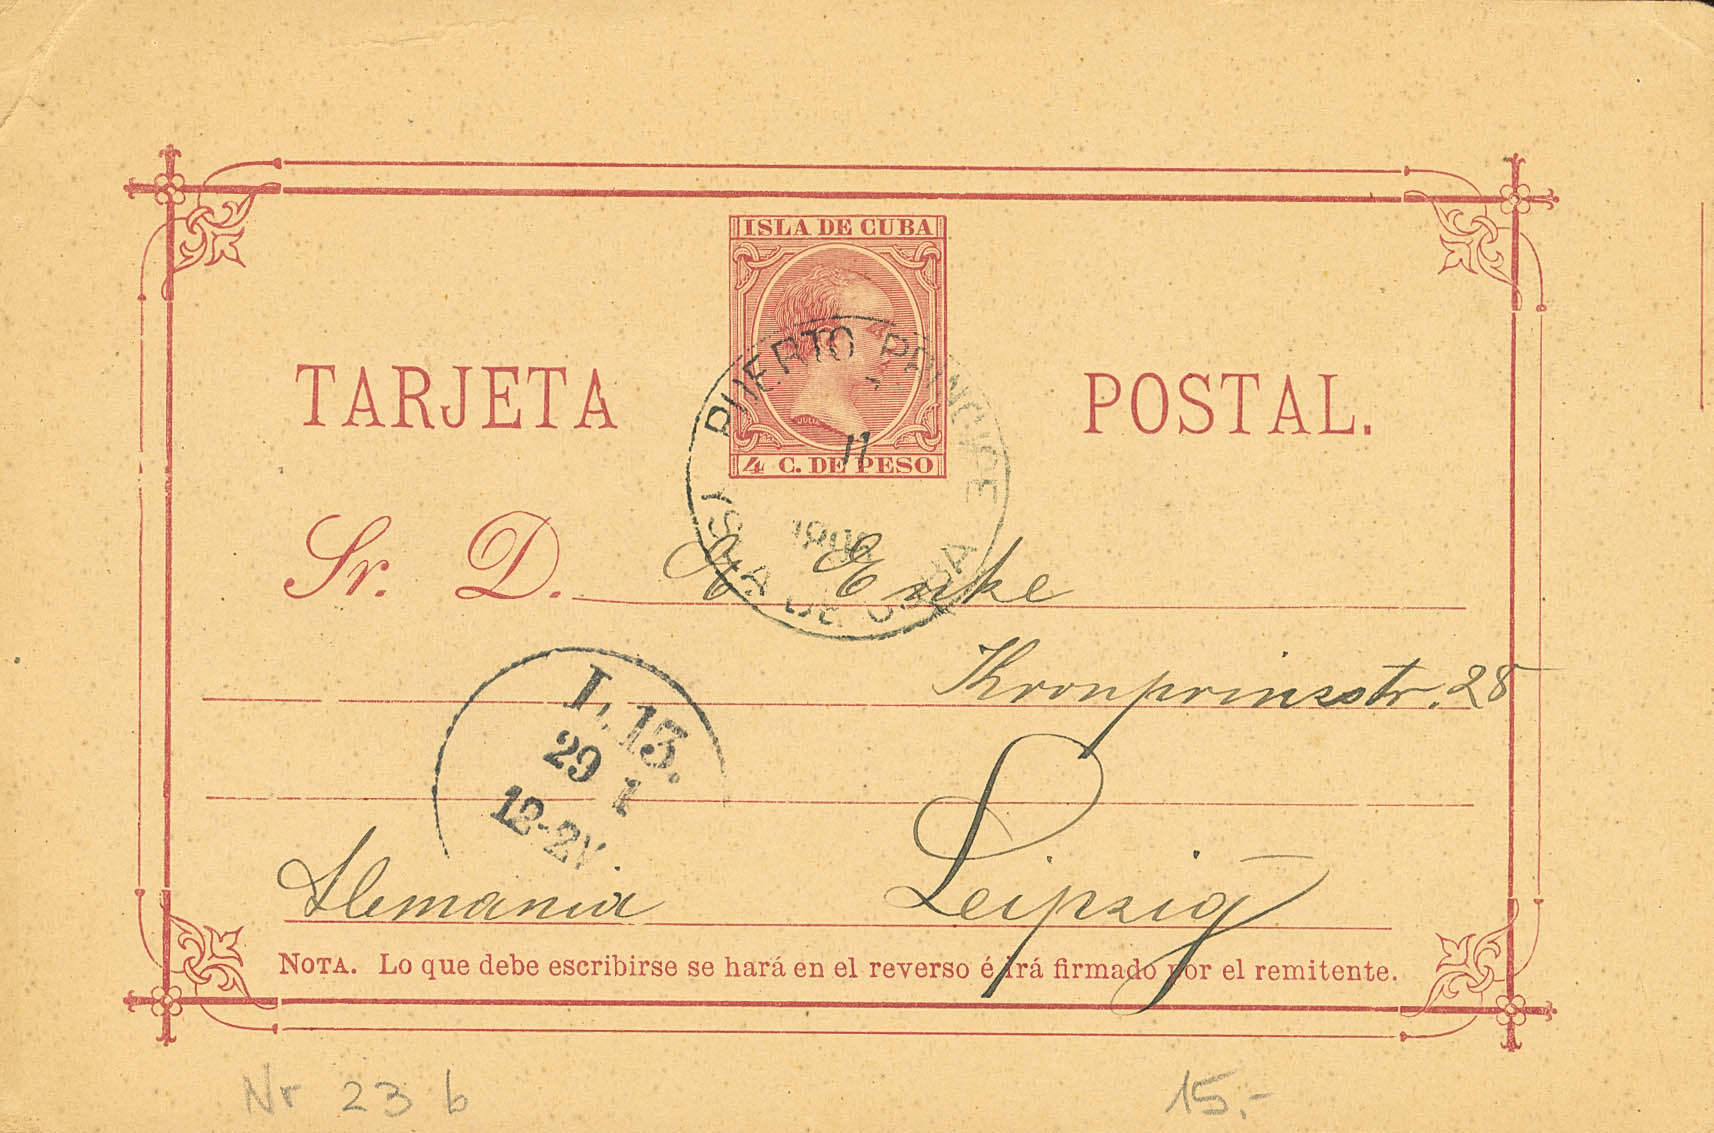 ISLA DE CUBA
4 C. DE PESO
TARJETA POSTAL.
PUERTO PRINCIPE
11
ISLA DE CUBA
Sr. D. A Enke
Kronprinzstr. 28
L. 13.
29 1
12-2N.
Alemania Leipzig
NOTA. Lo que debe escribirse se hará en el reverso é irá firmado por el remitente.
Nr 23 b 15.-